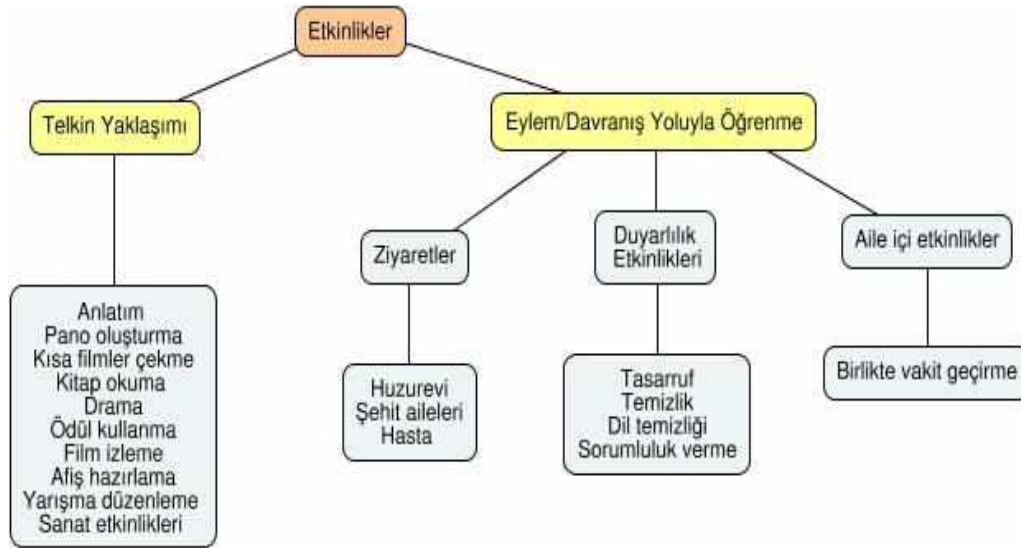 Etkinlikler
Telkin Yaklaşımı
Eylem/Davranış Yoluyla Öğrenme
Ziyaretler
Duyarlılık
Etkinlikleri
Aile içi etkinlikler
Anlatım
Pano oluşturma
Kısa filmler çekme
Kitap okuma
Drama
Ödül kullanma
Film izleme
Afiş hazırlama
Yarışma düzenleme
Sanat etkinlikleri
Huzurevi
Şehit aileleri
Hasta
Tasarruf
Temizlik
Dil temizliği
Sorumluluk verme
Birlikte vakit geçirme